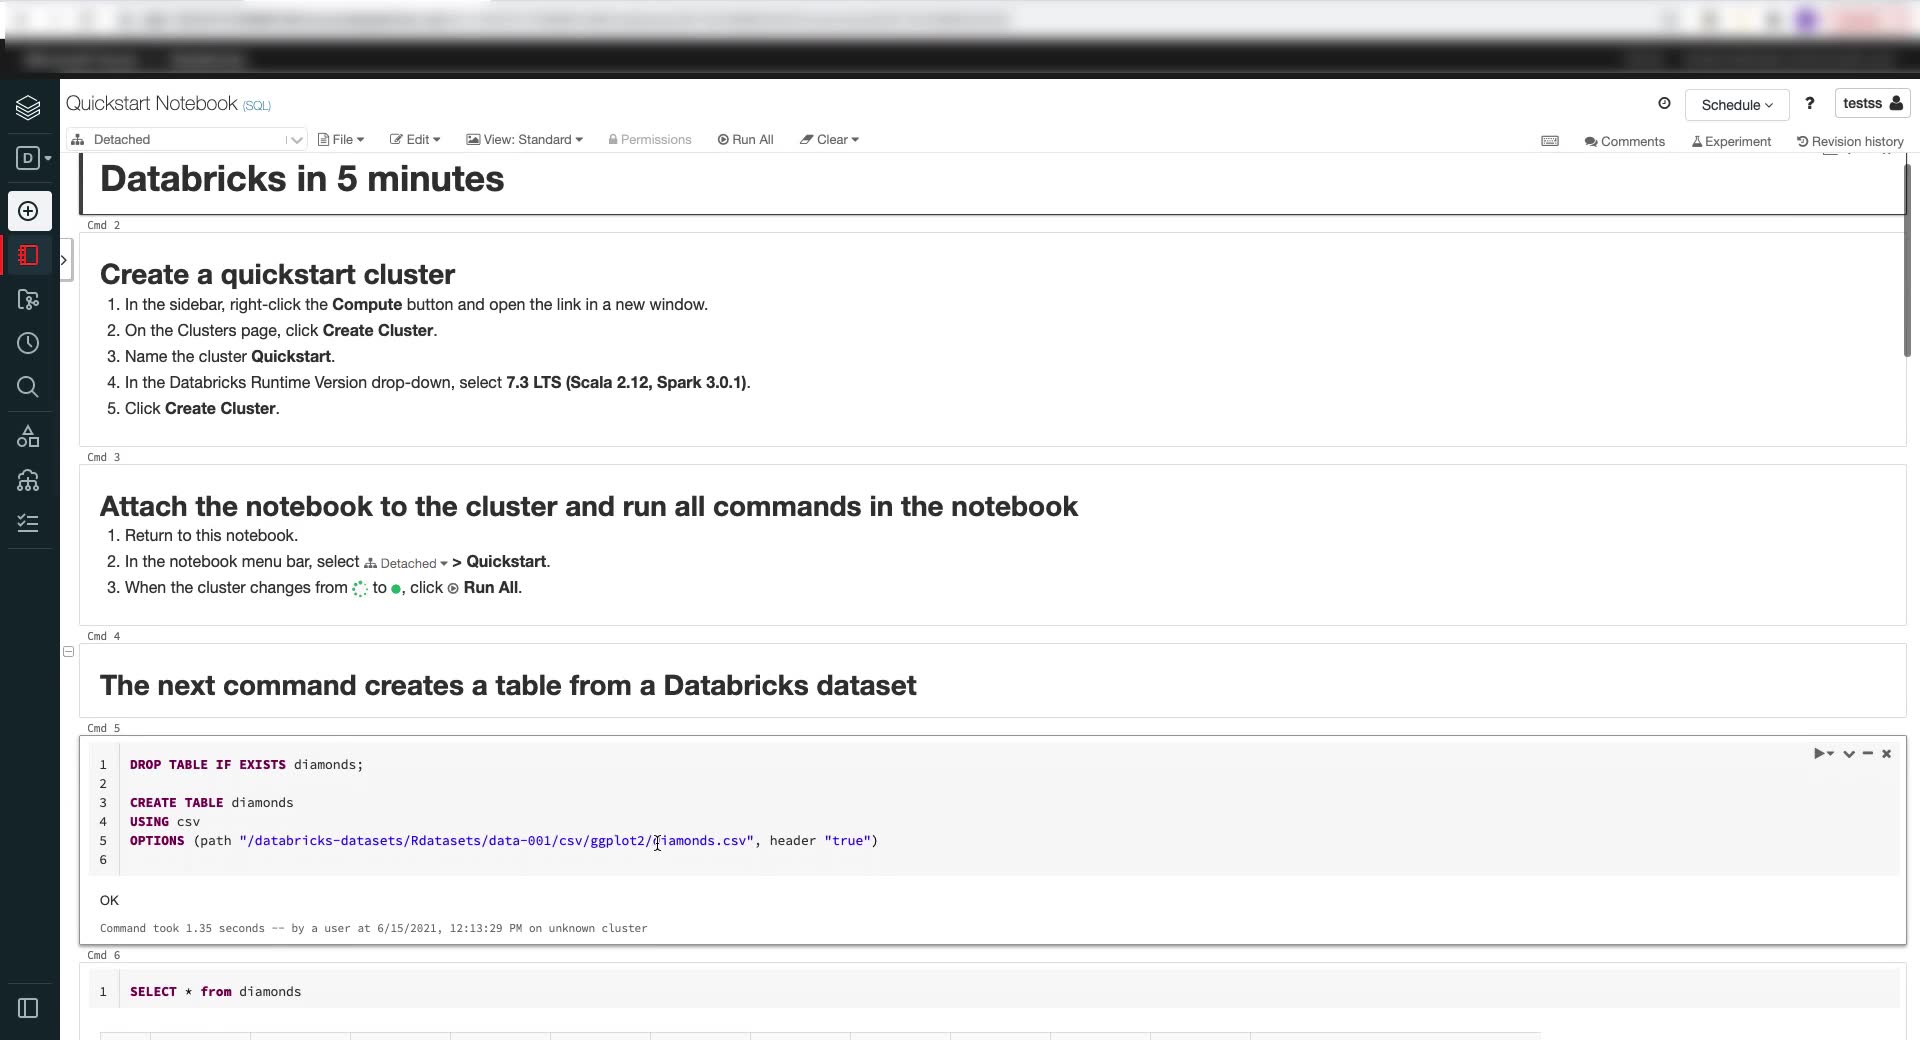 Quickstart Notebook (SQL)
Schedule
?
testss
Detached
File
Edit
View: Standard
Permissions
Run All
Clear
Comments
Experiment
Revision history
D
Databricks in 5 minutes
Cmd 2
Create a quickstart cluster
1. In the sidebar, right-click the Compute button and open the link in a new window.
2. On the Clusters page, click Create Cluster.
3. Name the cluster Quickstart.
4. In the Databricks Runtime Version drop-down, select 7.3 LTS (Scala 2.12, Spark 3.0.1).
5. Click Create Cluster.
Cmd 3
Attach the notebook to the cluster and run all commands in the notebook
1. Return to this notebook.
2. In the notebook menu bar, select Detached > Quickstart.
3. When the cluster changes from to , click Run All.
Cmd 4
The next command creates a table from a Databricks dataset
Cmd 5
1 DROP TABLE IF EXISTS diamonds;
2
3 CREATE TABLE diamonds
4 USING csv
5 OPTIONS (path "/databricks-datasets/Rdatasets/data-001/csv/ggplot2/diamonds.csv", header "true")
6
OK
Command took 1.35 seconds -- by a user at 6/15/2021, 12:13:29 PM on unknown cluster
Cmd 6
1 SELECT * from diamonds